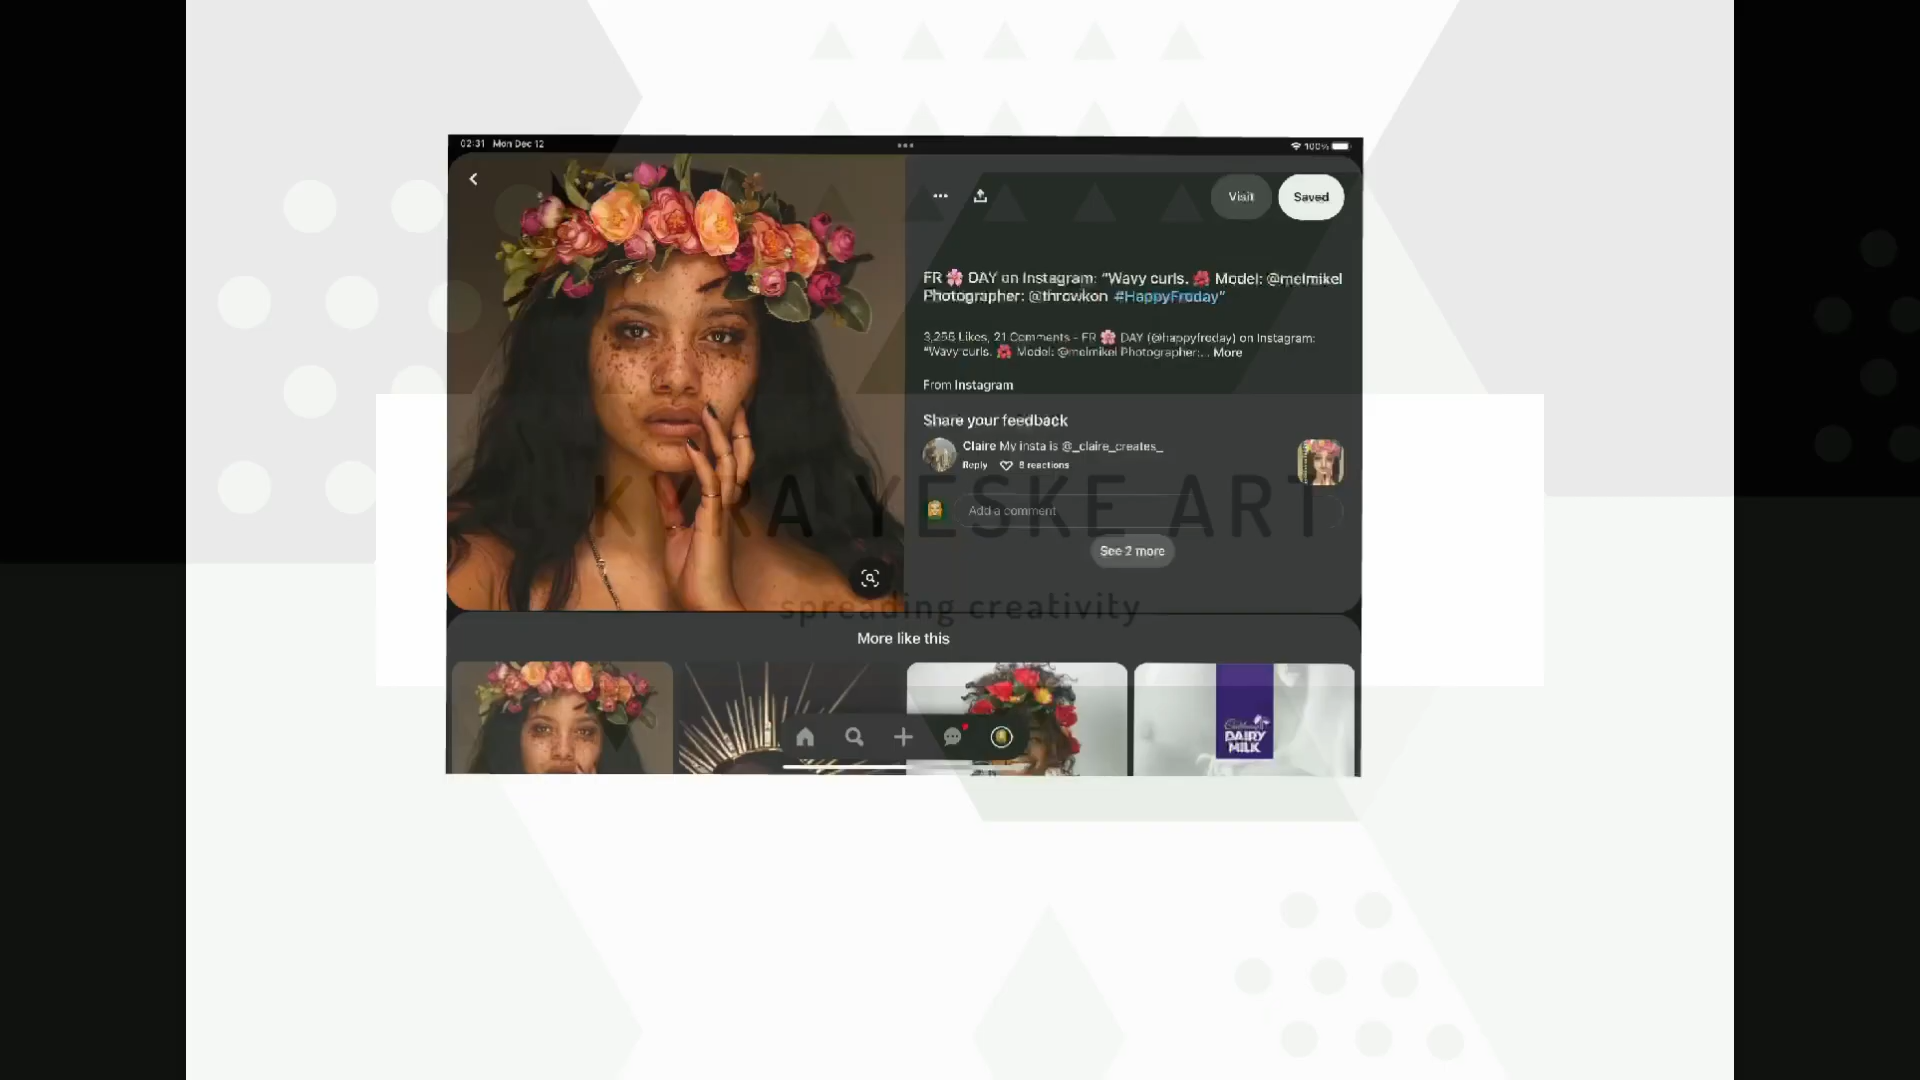 02:31 Mon Dec 12
100%
Visit
Saved
FR 🌸 DAY on Instagram: “Wavy curls. 🌺 Model: @melmikel
Photographer: @throwkon #HappyFroday”
3,256 Likes, 21 Comments - FR 🌸 DAY (@happyfroday) on Instagram:
“Wavy curls. 🌺 Model: @melmikel Photographer:... More
From Instagram
Share your feedback
Claire My insta is @_claire_creates_
Reply 8 reactions
KYRA YESKE ART
Add a comment
See 2 more
spreading creativity
More like this
Cadbury
DAIRY
MILK